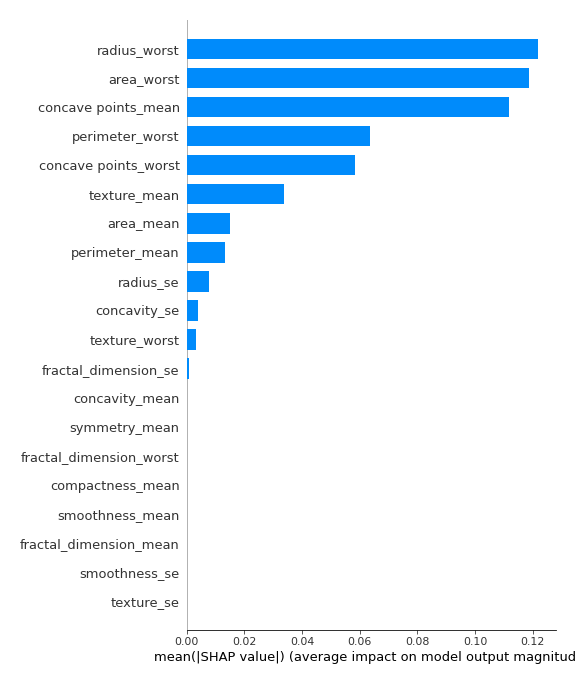 radius_worst
area_worst
concave points_mean
perimeter_worst
concave points_worst
texture_mean
area_mean
perimeter_mean
radius_se
concavity_se
texture_worst
fractal_dimension_se
concavity_mean
symmetry_mean
fractal_dimension_worst
compactness_mean
smoothness_mean
fractal_dimension_mean
smoothness_se
texture_se
0.00 0.02 0.04 0.06 0.08 0.10 0.12
mean(|SHAP value|) (average impact on model output magnitud